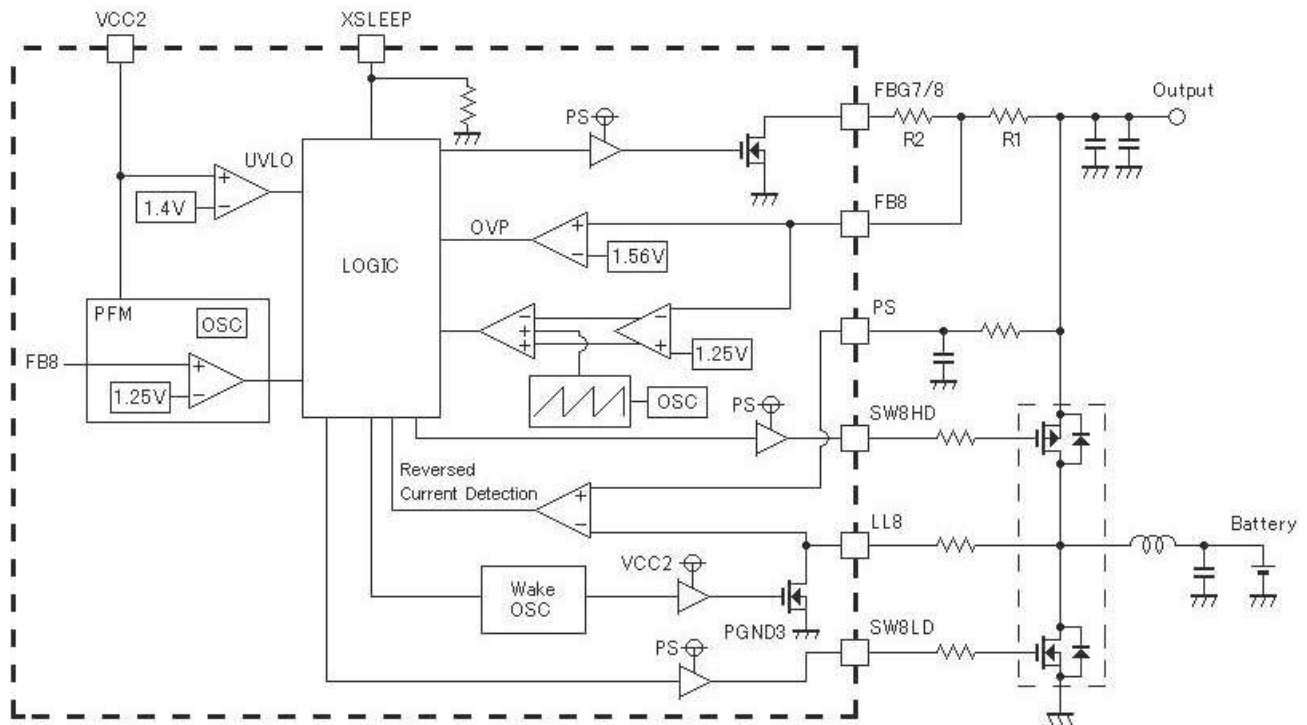 VCC2
XSLEEP
FBG7/8
Output
PS
R2
R1
UVLO
1.4V
FB8
OVP
1.56V
LOGIC
PFM
OSC
PS
FB8
1.25V
1.25V
OSC
PS
SW8HD
Reversed
Current Detection
LL8
Battery
VCC2
Wake
OSC
PGND3
SW8LD
PS